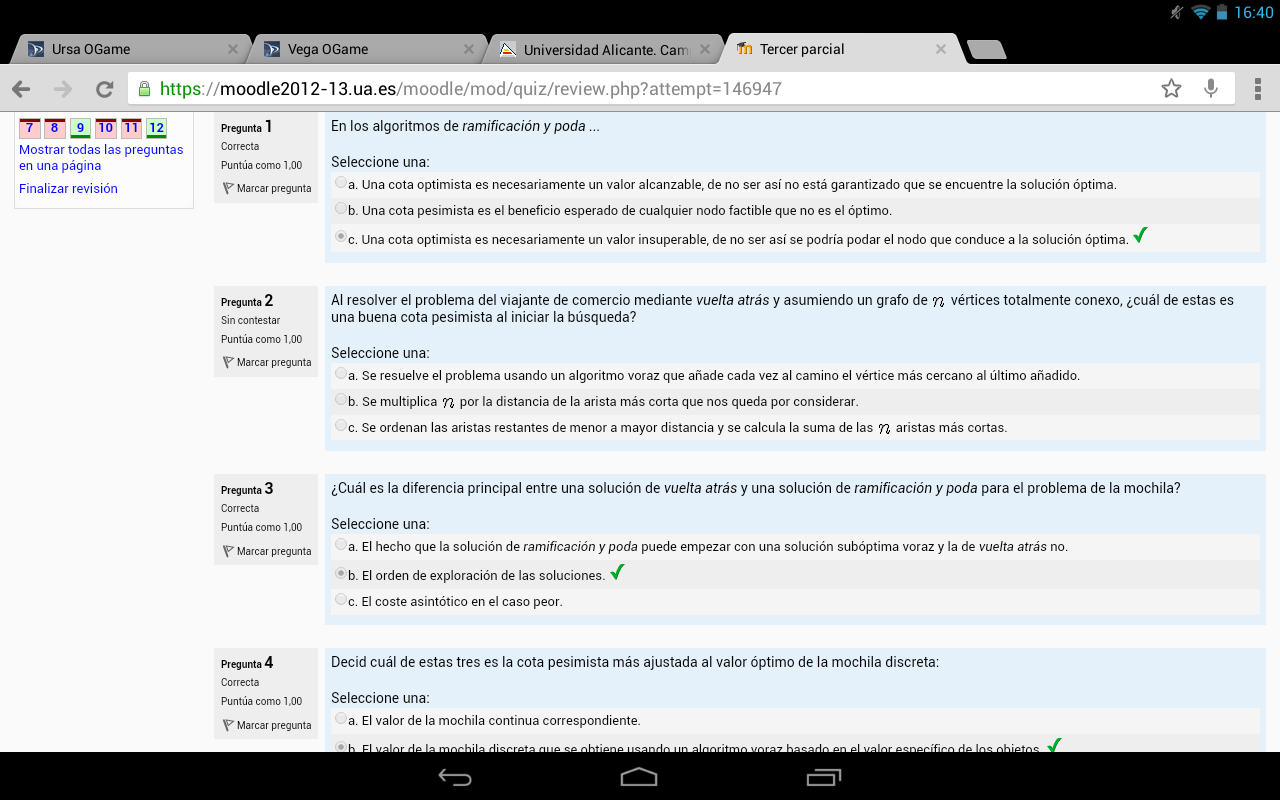 16:40
Ursa OGame
Vega OGame
Universidad Alicante. Cam
Tercer parcial
https://moodle2012-13.ua.es/moodle/mod/quiz/review.php?attempt=146947
7 8 9 10 11 12
Mostrar todas las preguntas
en una página
Finalizar revisión
Pregunta 1
Correcta
Puntúa como 1,00
Marcar pregunta
En los algoritmos de ramificación y poda ...
Seleccione una:
a. Una cota optimista es necesariamente un valor alcanzable, de no ser así no está garantizado que se encuentre la solución óptima.
b. Una cota pesimista es el beneficio esperado de cualquier nodo factible que no es el óptimo.
c. Una cota optimista es necesariamente un valor insuperable, de no ser así se podría podar el nodo que conduce a la solución óptima.
Pregunta 2
Sin contestar
Puntúa como 1,00
Marcar pregunta
Al resolver el problema del viajante de comercio mediante vuelta atrás y asumiendo un grafo de n vértices totalmente conexo, ¿cuál de estas es
una buena cota pesimista al iniciar la búsqueda?
Seleccione una:
a. Se resuelve el problema usando un algoritmo voraz que añade cada vez al camino el vértice más cercano al último añadido.
b. Se multiplica n por la distancia de la arista más corta que nos queda por considerar.
c. Se ordenan las aristas restantes de menor a mayor distancia y se calcula la suma de las n aristas más cortas.
Pregunta 3
Correcta
Puntúa como 1,00
Marcar pregunta
¿Cuál es la diferencia principal entre una solución de vuelta atrás y una solución de ramificación y poda para el problema de la mochila?
Seleccione una:
a. El hecho que la solución de ramificación y poda puede empezar con una solución subóptima voraz y la de vuelta atrás no.
b. El orden de exploración de las soluciones.
c. El coste asintótico en el caso peor.
Pregunta 4
Correcta
Puntúa como 1,00
Marcar pregunta
Decid cuál de estas tres es la cota pesimista más ajustada al valor óptimo de la mochila discreta:
Seleccione una:
a. El valor de la mochila continua correspondiente.
b. El valor de la mochila discreta que se obtiene usando un algoritmo voraz basado en el valor específico de los objetos.